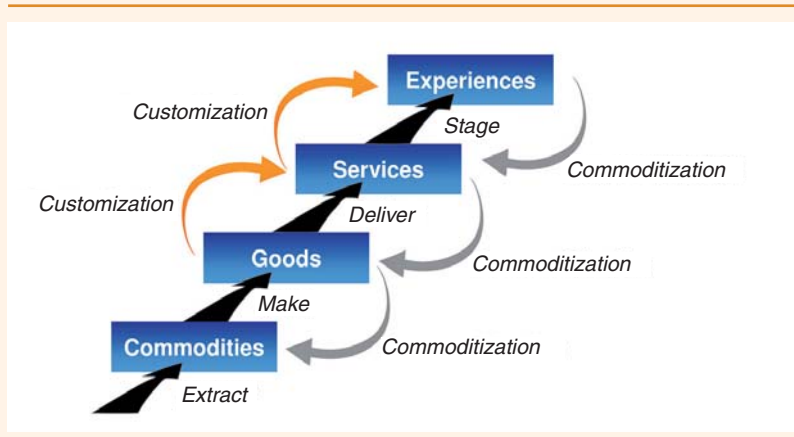 Experiences
Customization
Stage
Services
Commoditization
Customization
Deliver
Goods
Commoditization
Make
Commodities
Commoditization
Extract